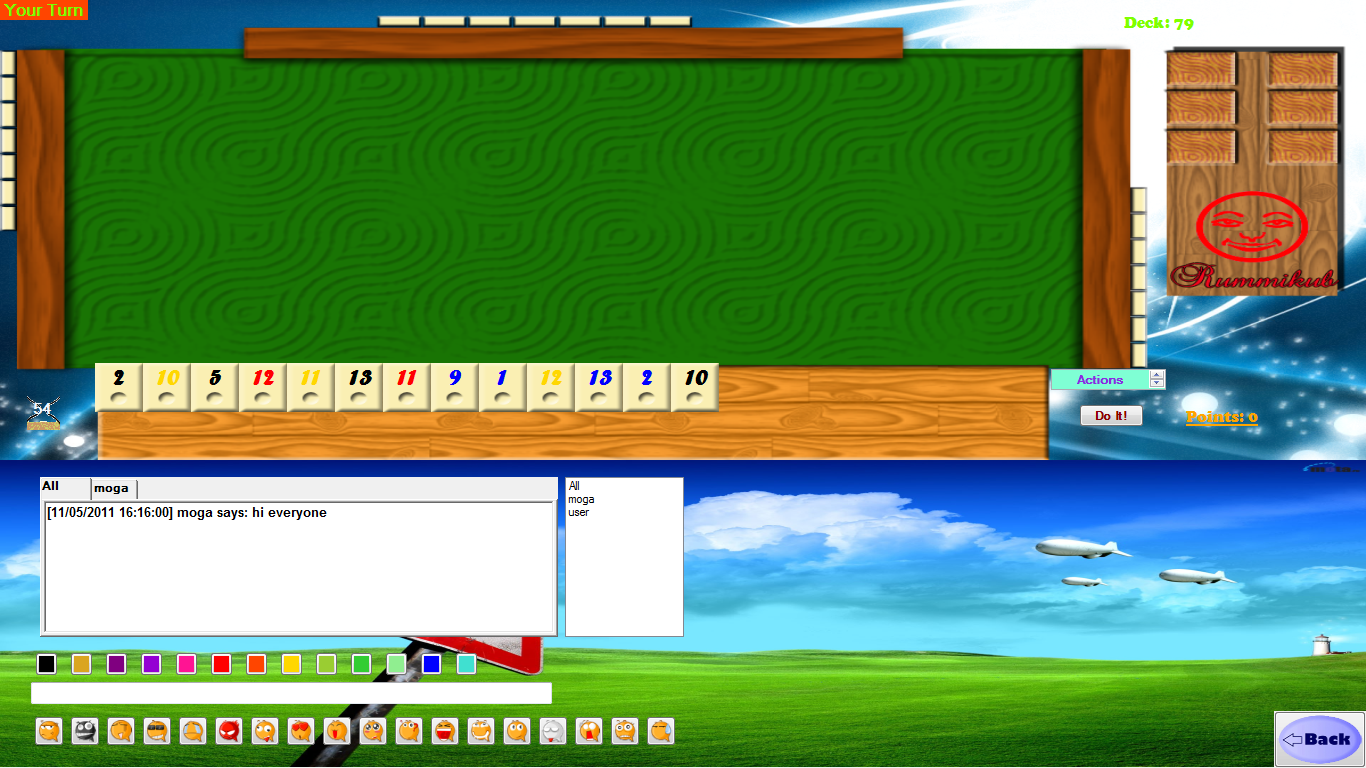 Your Turn
Deck: 79
Rummikub
2 10 5 12 11 13 11 9 1 12 13 2 10
Actions
54
Do It!
Points: 0
All moga
[11/05/2011 16:16:00] moga says: hi everyone
All
moga
user
Back